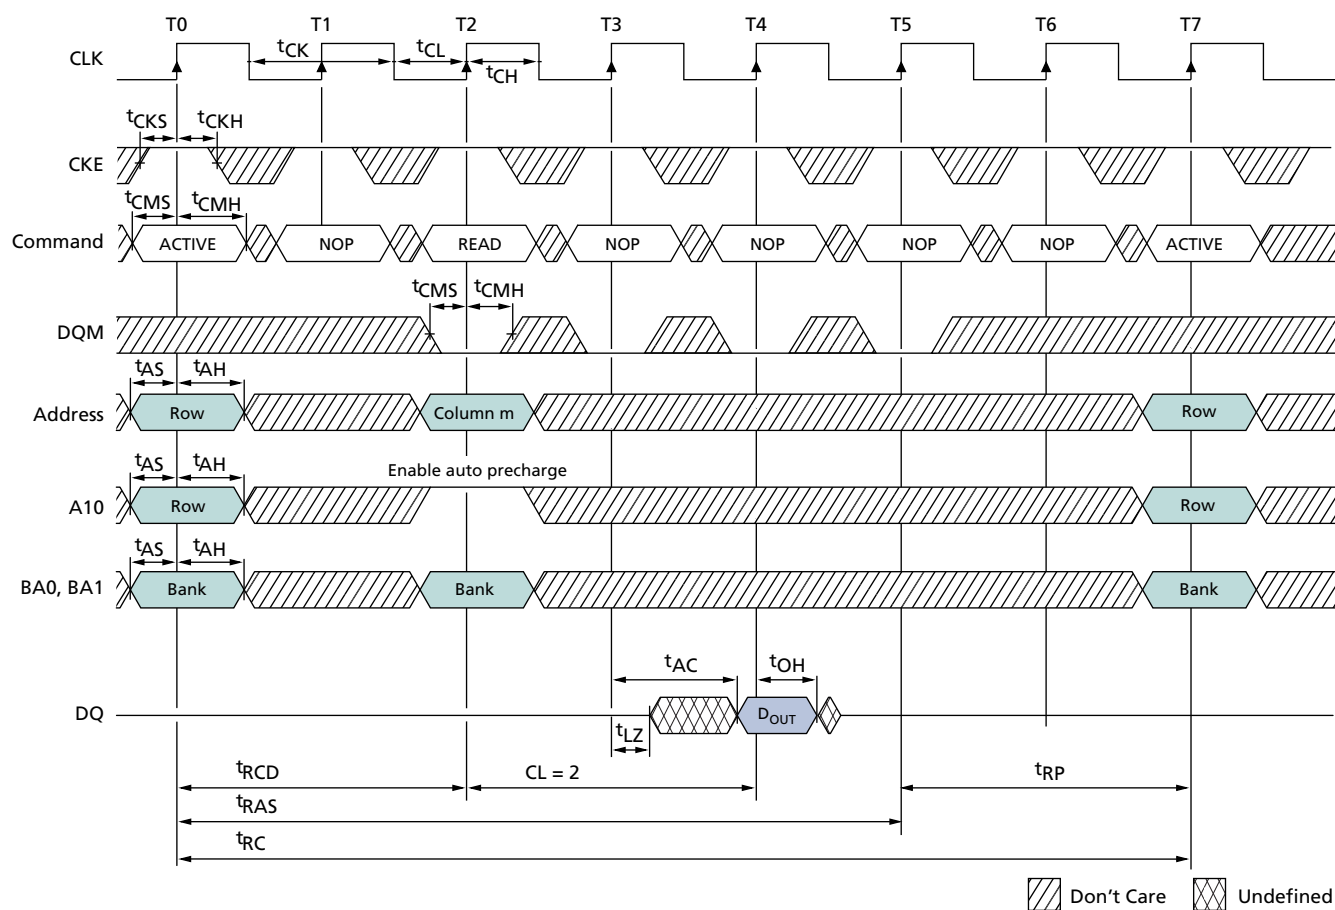 T0 T1 T2 T3 T4 T5 T6 T7
CLK
tCK tCL
tCH
tCKS tCKH
CKE
tCMS tCMH
Command ACTIVE NOP READ NOP NOP NOP NOP ACTIVE
tCMS tCMH
DQM
tAS tAH
Address Row Column m Row
tAS tAH Enable auto precharge
A10 Row Row
tAS tAH
BA0, BA1 Bank Bank Bank
tAC tOH
DQ DOUT
tLZ
tRCD CL = 2 tRP
tRAS
tRC
Don't Care Undefined